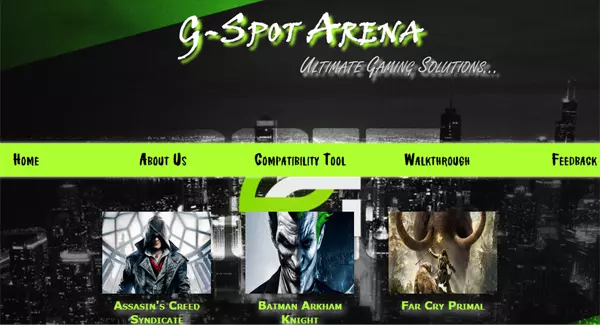 G-Spot Arena
Ultimate Gaming Solutions...
Home About Us Compatibility Tool Walkthrough Feedback
Assasin's Creed Syndicate
Batman Arkham Knight
Far Cry Primal